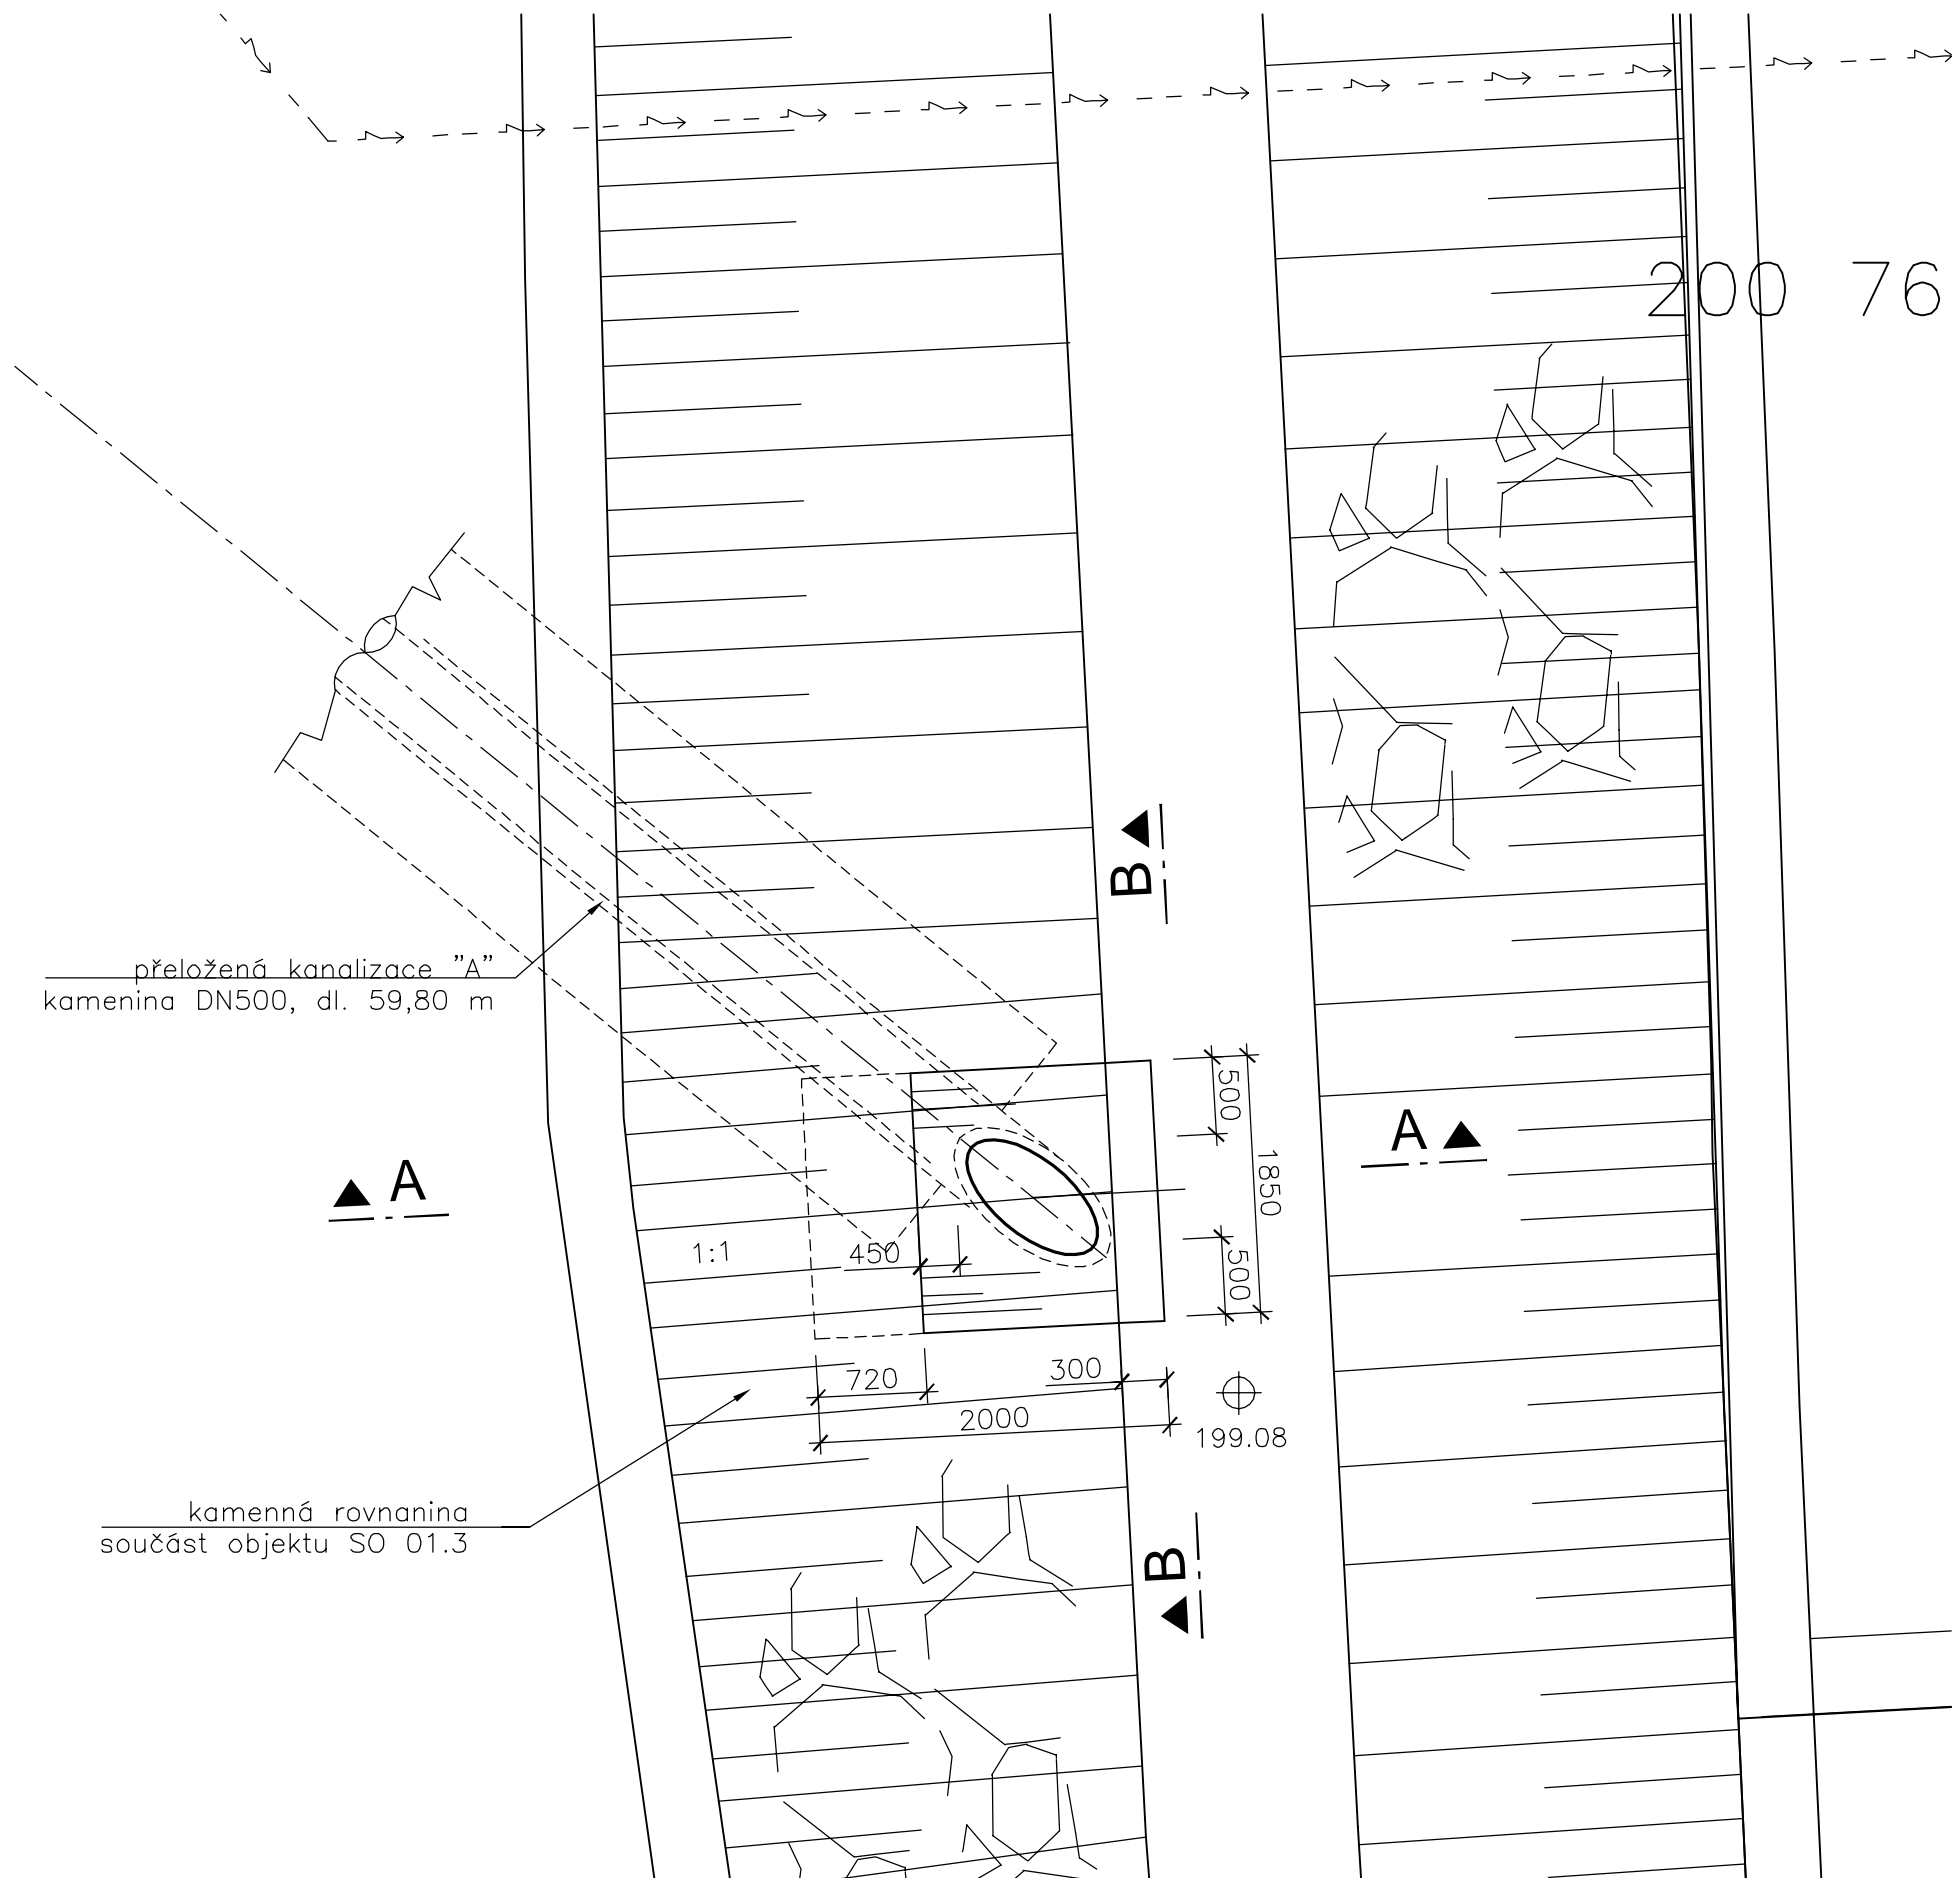 200 76
B
přeložená kanalizace "A"
kamenina DN500, dl. 59,80 m
500
A
1850
A
1:1
450
500
720
300
2000
199.08
kamenná rovnanina
součást objektu SO 01.3
B